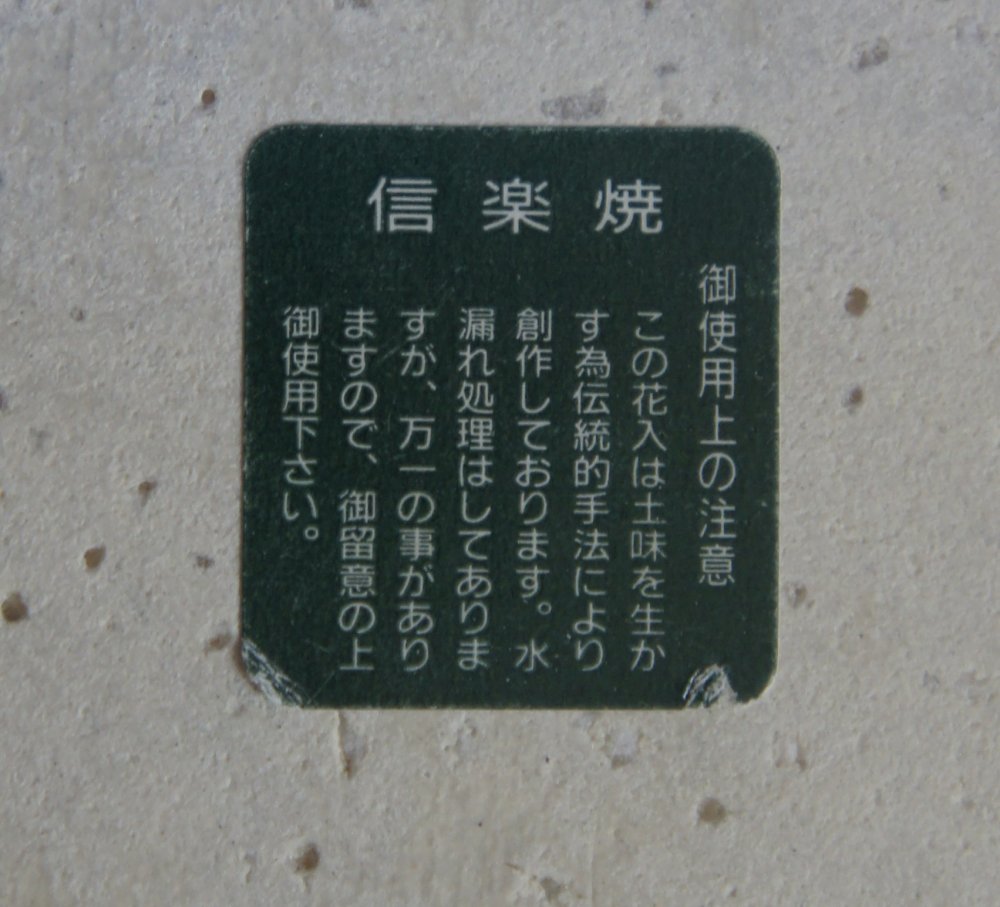 信楽焼
御使用上の注意
この花入は土味を生か
す為伝統的手法により
創作しております。水
漏れ処理はしてありま
すが、万一の事があり
ますので、御留意の上
御使用下さい。